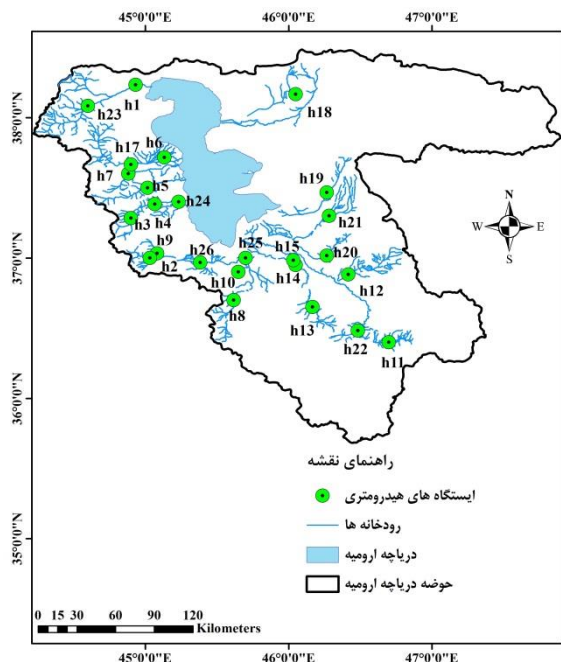 45°0'0"N
46°0'0"N
47°0'0"N
38°0'0"N
37°0'0"N
36°0'0"N
35°0'0"N
h1
h23
h18
h17
h6
h7
h5
h24
h19
h21
h3
h4
h9
h2
h26
h25
h15
h20
h10
h14
h12
h8
h13
h22
h11
N
W
E
S
راهنمای نقشه
ایستگاه های هیدرومتری
رودخانه ها
دریاچه ارومیه
حوضه دریاچه ارومیه
0 15 30 60 90 120
Kilometers
45°0'0"N
46°0'0"N
47°0'0"N